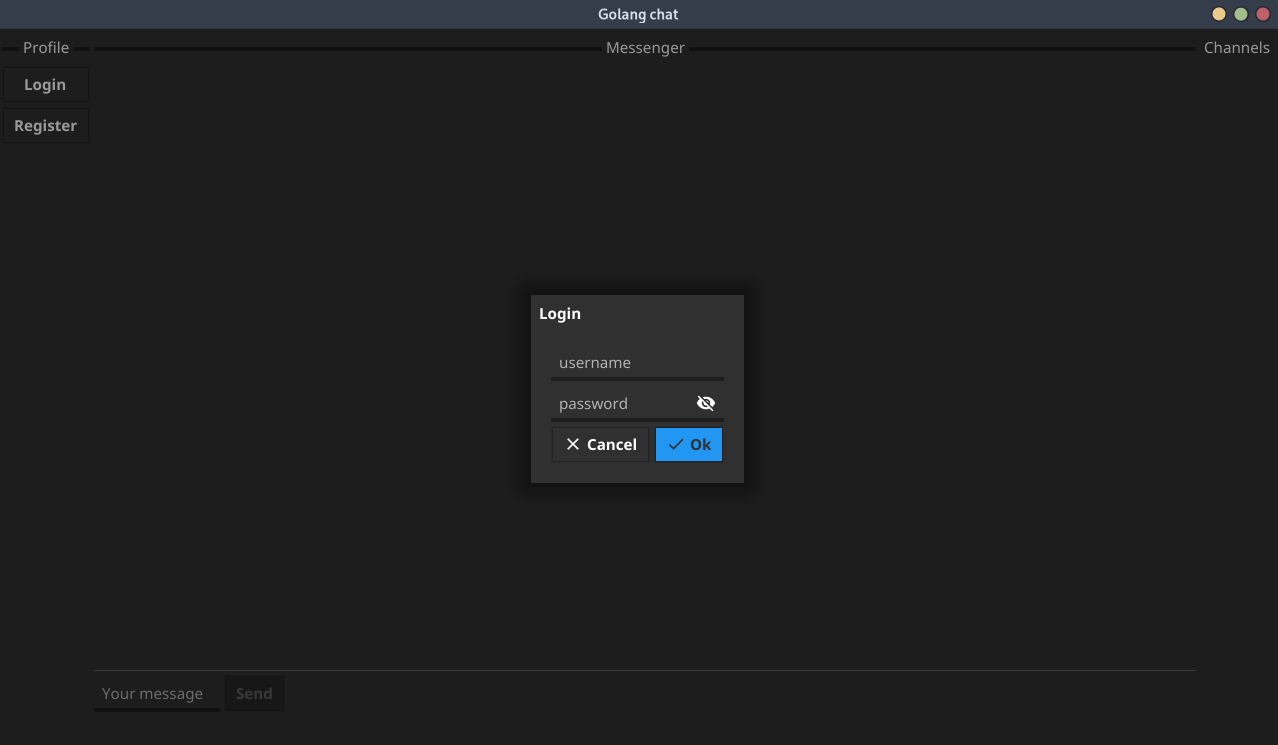 Golang chat
Profile
Messenger
Channels
Login
Register
Login
username
password
Cancel
Ok
Your message
Send